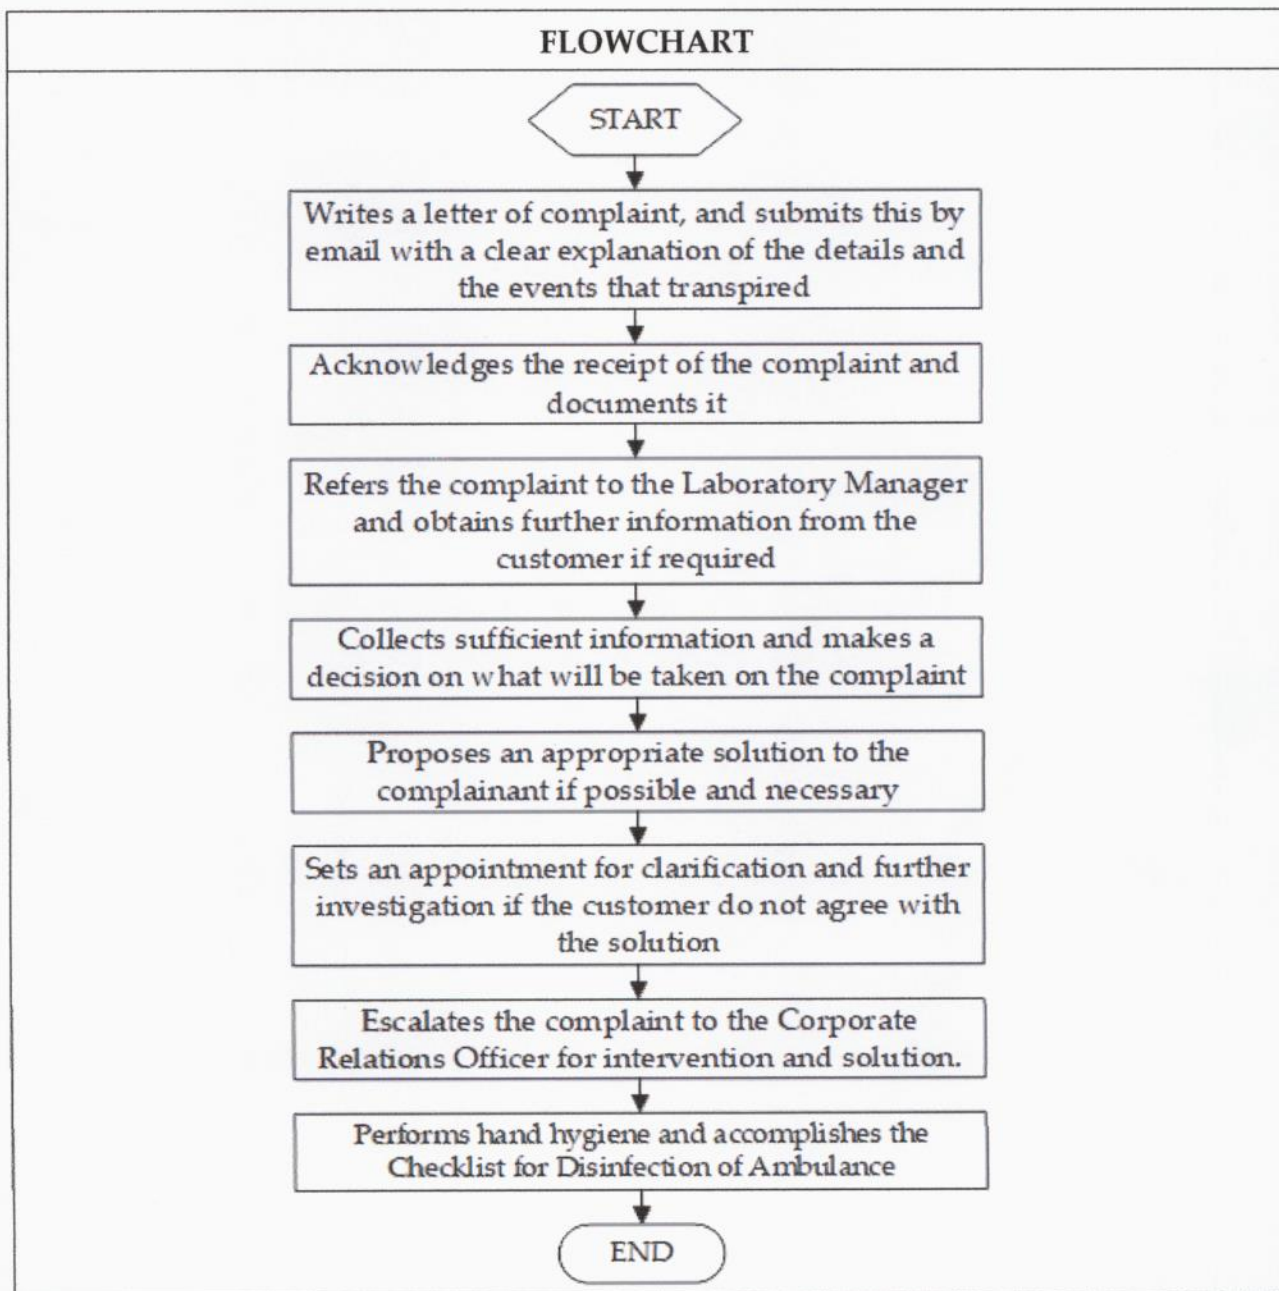 FLOWCHART
START
Writes a letter of complaint, and submits this by
email with a clear explanation of the details and
the events that transpired
Acknowledges the receipt of the complaint and
documents it
Refers the complaint to the Laboratory Manager
and obtains further information from the
customer if required
Collects sufficient information and makes a
decision on what will be taken on the complaint
Proposes an appropriate solution to the
complainant if possible and necessary
Sets an appointment for clarification and further
investigation if the customer do not agree with
the solution
Escalates the complaint to the Corporate
Relations Officer for intervention and solution.
Performs hand hygiene and accomplishes the
Checklist for Disinfection of Ambulance
END